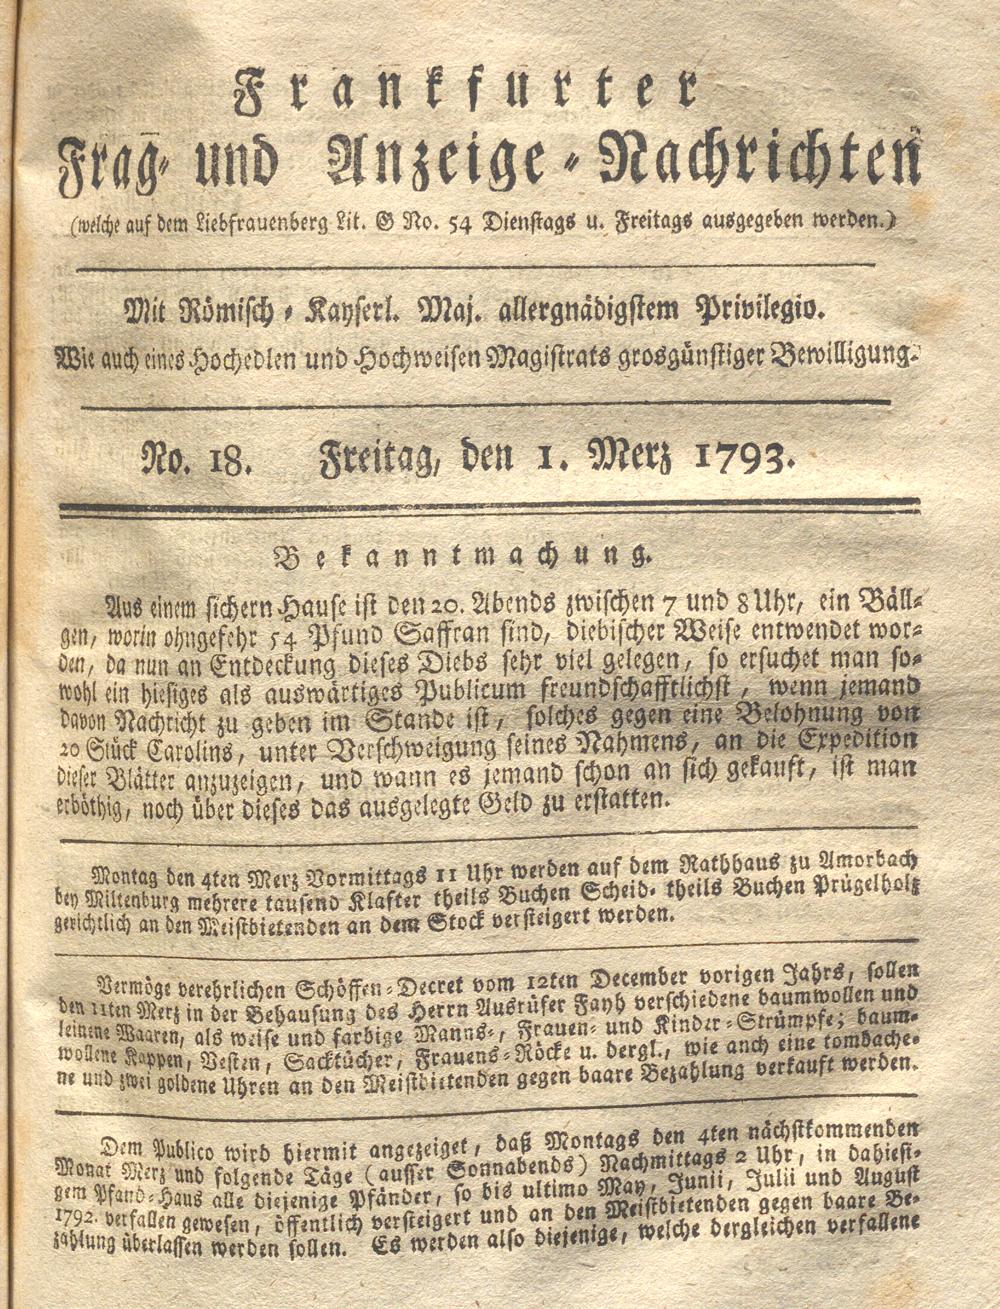 Frankfurter
Frag- und Anzeige-Nachrichten
(welche auf dem Liebfrauenberg Lit. G No. 54 Dienstags u. Freitags ausgegeben werden.)
Mit Römisch-Kayserl. Maj. allergnädigstem Privilegio.
Wie auch eines Hochedlen und Hochweisen Magistrats grosgünstiger Bewilligung.
No. 18. Freitag, den 1. Merz 1793.
Bekanntmachung.
Aus einem sichern Hause ist den 20. Abends zwischen 7 und 8 Uhr, ein Bäll-
gen, worin ohngefehr 54 Pfund Saffran sind, diebischer Weise entwendet wor-
den, da nun an Entdeckung dieses Diebs sehr viel gelegen, so ersuchet man so-
wohl ein hiesiges als auswärtiges Publicum freundschafftlichst, wenn jemand
davon Nachricht zu geben im Stande ist, solches gegen eine Belohnung von
20 Stück Carolins, unter Verschweigung seines Nahmens, an die Expedition
dieser Blätter anzuzeigen, und wann es jemand schon an sich gekauft, ist man
erböthig, noch über dieses das ausgelegte Geld zu erstatten.
Montag den 4ten Merz Vormittags 11 Uhr werden auf dem Rathhaus zu Amorbach
bey Miltenburg mehrere tausend Klafter theils Buchen Scheid- theils Buchen Prügelholz
gerichtlich an den Meistbietenden an dem Stock versteigert werden.
Vermöge verehrlichen Schöffen-Decret vom 12ten December vorigen Jahrs, sollen
den 11ten Merz in der Behausung des Herrn Ausrüfer Fayh verschiedene baumwollen und
leinene Waaren, als weise und farbige Manns-, Frauen- und Kinder-Strümpfe; baum-
wollene Kappen, Vesten, Sacktücher, Frauens-Röcke u. dergl., wie anch eine tombache-
ne und zwei goldene Uhren an den Meistbietenden gegen baare Bezahlung verkauft werden.
Dem Publico wird hiermit angezeiget, daß Montags den 4ten nächstkommenden
Monat Merz und folgende Täge (ausser Sonnabends) Nachmittags 2 Uhr, in dahiesi-
gem Pfand-Haus alle diejenige Pfänder, so bis ultimo May, Junii, Julii und August
1792. verfallen gewesen, öffentlich versteigert und an den Meistbietenden gegen baare Be-
zahlung überlassen werden sollen. Es werden also diejenige, welche dergleichen verfallene